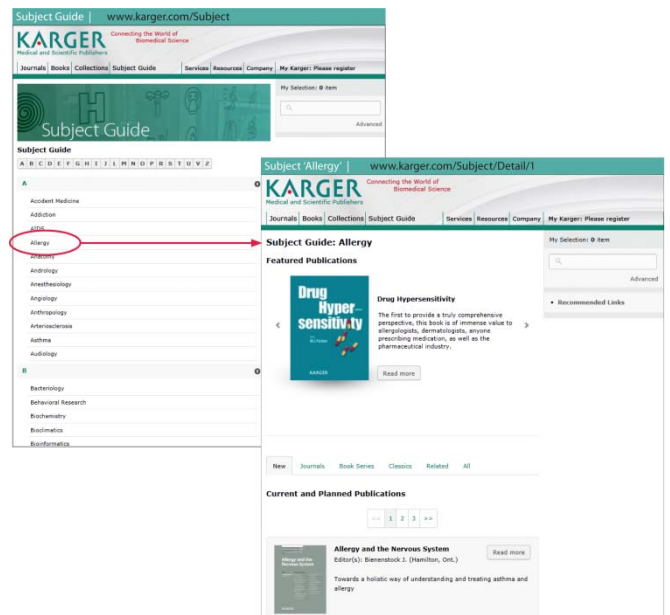 Subject Guide | www.karger.com/Subject
KARGER
Medical and Scientific Publishers
Connecting the World of
Biomedical Science
Journals Books Collections Subject Guide Services Resources Company My Karger: Please register
My Selection: 0 item
Advanced
Subject Guide
Subject Guide
A B C D E F G H I J L M N O P R S T U V Z
A
Accident Medicine
Addiction
AIDS
Allergy
Anatomy
Andrology
Anesthesiology
Angiology
Anthropology
Arteriosclerosis
Asthma
Audiology
B
Bacteriology
Behavioral Research
Biochemistry
Bioclimatics
Bioinformatics
Subject 'Allergy' | www.karger.com/Subject/Detail/1
KARGER
Medical and Scientific Publishers
Connecting the World of
Biomedical Science
Journals Books Collections Subject Guide Services Resources Company My Karger: Please register
Subject Guide: Allergy
My Selection: 0 item
Advanced
• Recommended Links
Featured Publications
Drug
Hyper-
sensitivity
KARGER
Drug Hypersensitivity
The first to provide a truly comprehensive
perspective, this book is of immense value to
allergologists, dermatologists, anyone
prescribing medication, as well as the
pharmaceutical industry.
Read more
New Journals Book Series Classics Related All
Current and Planned Publications
<< 1 2 3 >>
Allergy and the
Nervous System
KARGER
Allergy and the Nervous System
Editor(s): Bienenstock J. (Hamilton, Ont.)
Towards a holistic way of understanding and treating asthma and
allergy
Read more